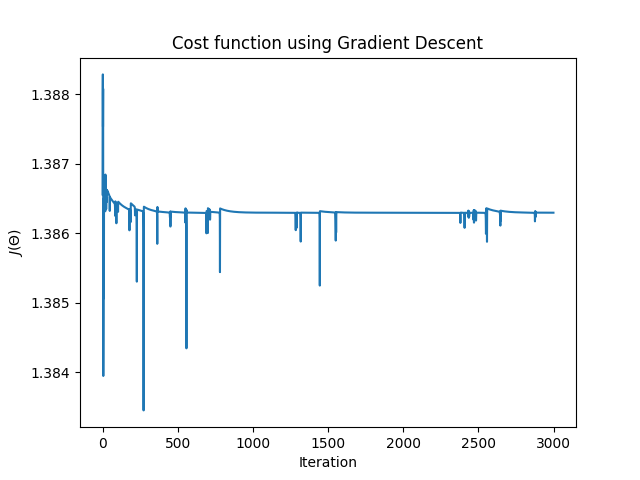 Cost function using Gradient Descent
1.388
1.387
1.386
1.385
1.384
J(Θ)
0 500 1000 1500 2000 2500 3000
Iteration